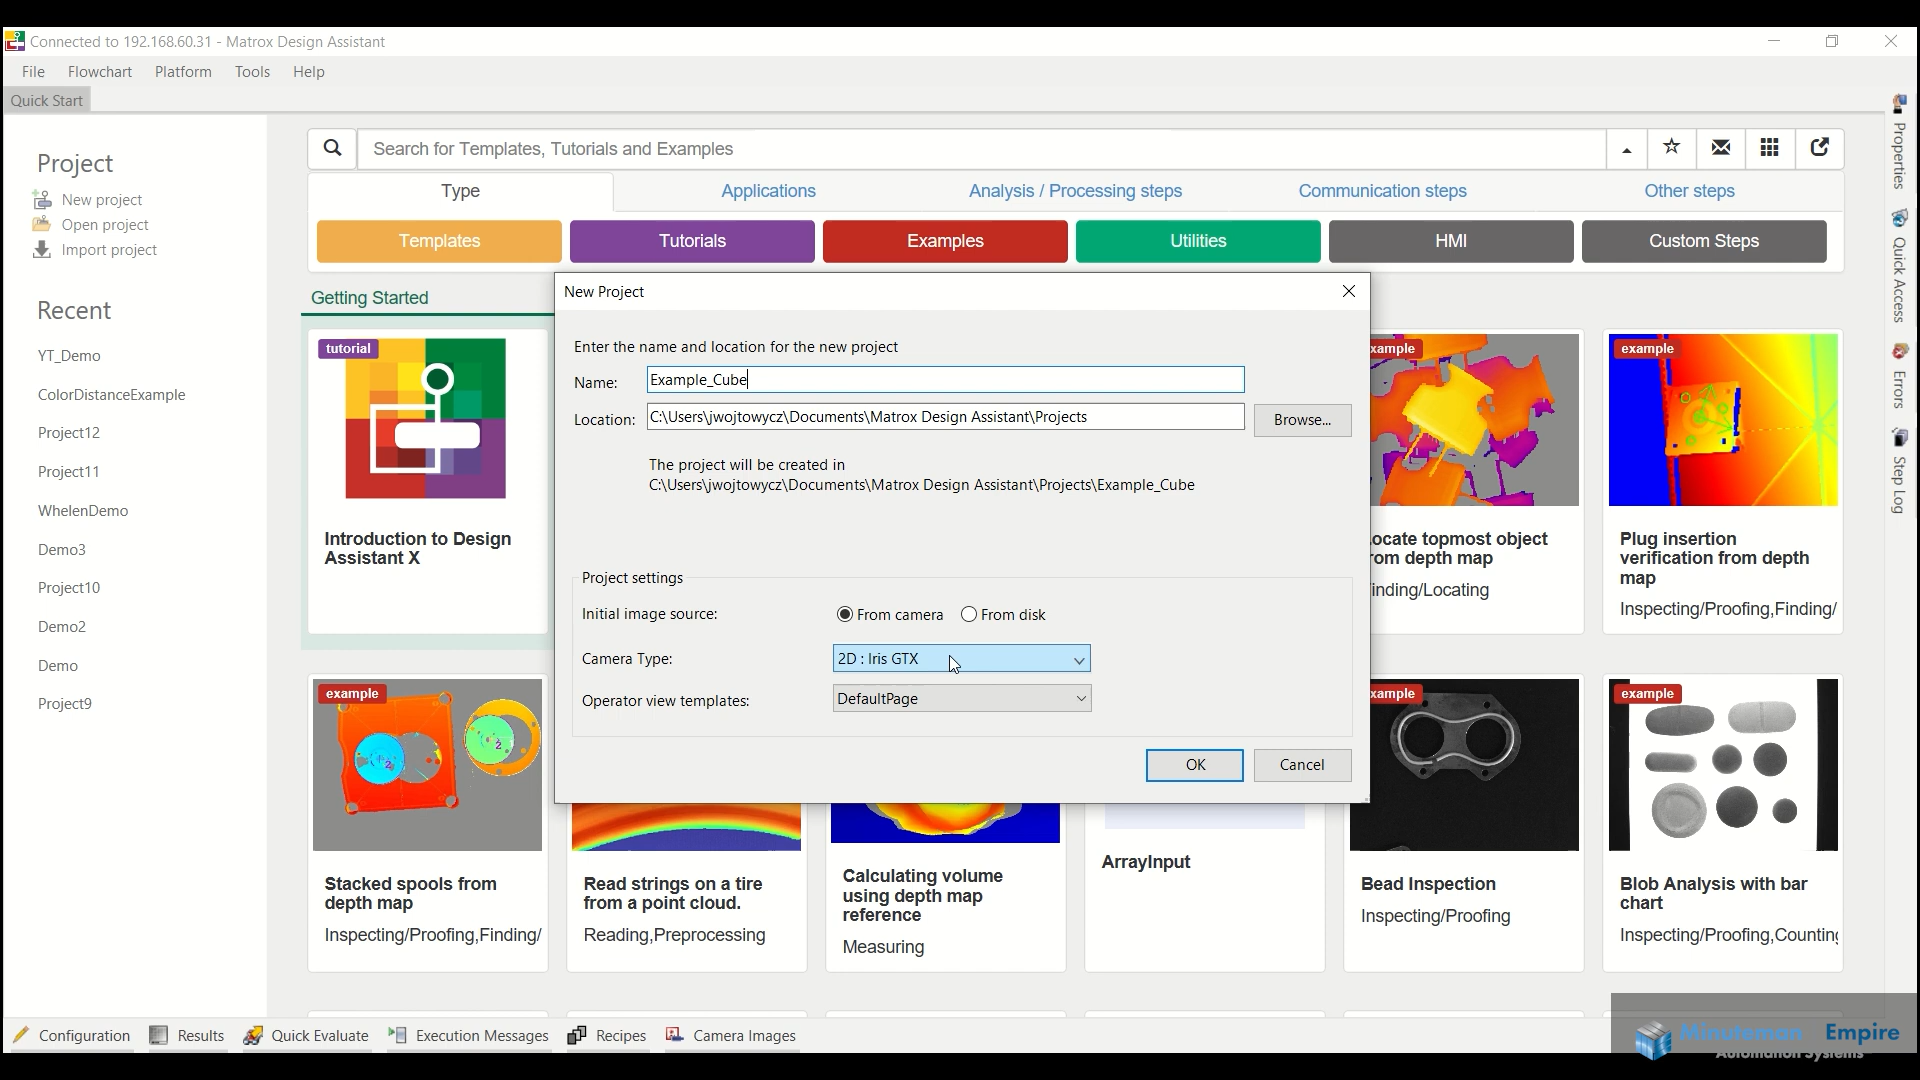 Connected to 192.168.60.31 - Matrox Design Assistant
File Flowchart Platform Tools Help
Quick Start
Project
New project
Open project
Import project
Recent
YT_Demo
ColorDistanceExample
Project12
Project11
WhelenDemo
Demo3
Project10
Demo2
Demo
Project9
Search for Templates, Tutorials and Examples
Type Applications Analysis / Processing steps Communication steps Other steps
Templates Tutorials Examples Utilities HMI Custom Steps
Getting Started
tutorial
Introduction to Design
Assistant X
New Project
Enter the name and location for the new project
Name: Example_Cube
Location: C:\Users\jwojtowycz\Documents\Matrox Design Assistant\Projects Browse...
The project will be created in
C:\Users\jwojtowycz\Documents\Matrox Design Assistant\Projects\Example_Cube
Project settings
Initial image source: From camera From disk
Camera Type: 2D : Iris GTX
Operator view templates: DefaultPage
OK Cancel
xample
ocate topmost object
om depth map
inding/Locating
example
Plug insertion
verification from depth
map
Inspecting/Proofing,Finding/
example
Stacked spools from
depth map
Inspecting/Proofing,Finding/
Read strings on a tire
from a point cloud.
Reading,Preprocessing
Calculating volume
using depth map
reference
Measuring
ArrayInput
xample
Bead Inspection
Inspecting/Proofing
example
Blob Analysis with bar
chart
Inspecting/Proofing,Counting
Properties
Quick Access
Errors
Step Log
Configuration Results Quick Evaluate Execution Messages Recipes Camera Images
Minuteman Empire
Automation Systems